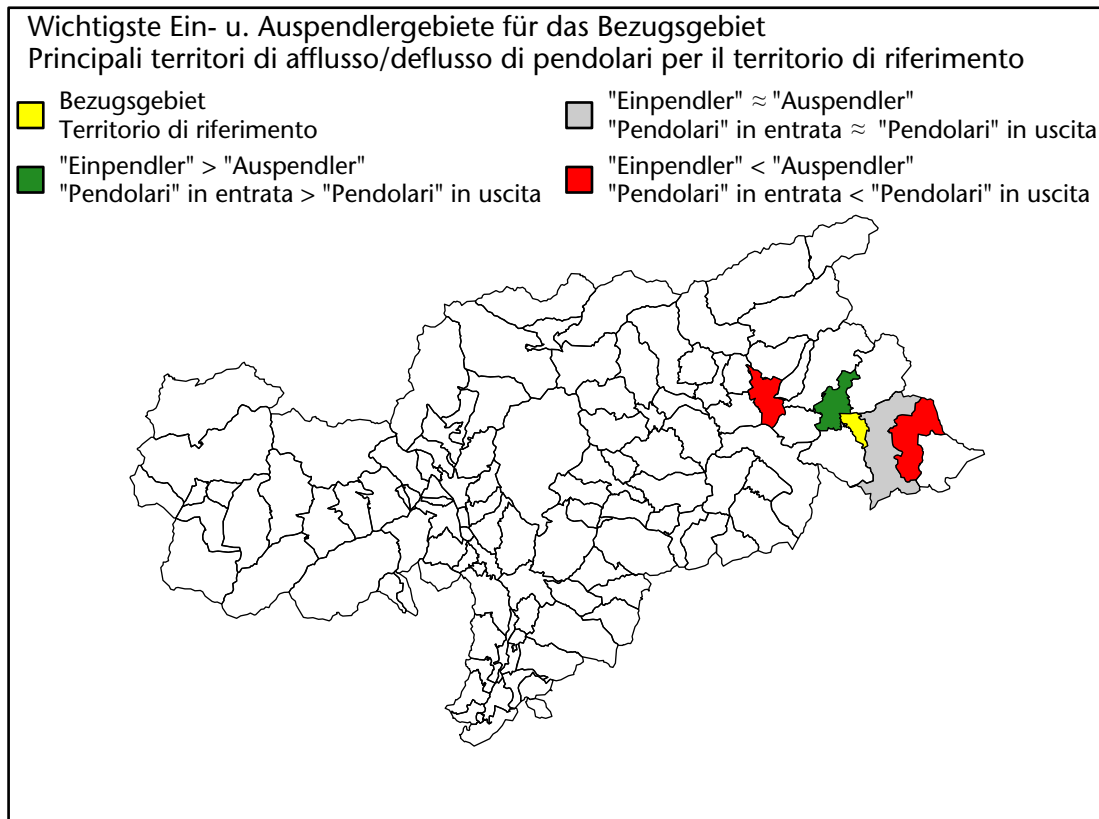 Wichtigste Ein- u. Auspendlergebiete für das Bezugsgebiet
Principali territori di afflusso/deflusso di pendolari per il territorio di riferimento
Bezugsgebiet
Territorio di riferimento
"Einpendler" > "Auspendler"
"Pendolari" in entrata > "Pendolari" in uscita
"Einpendler" ≈ "Auspendler"
"Pendolari" in entrata ≈ "Pendolari" in uscita
"Einpendler" < "Auspendler"
"Pendolari" in entrata < "Pendolari" in uscita